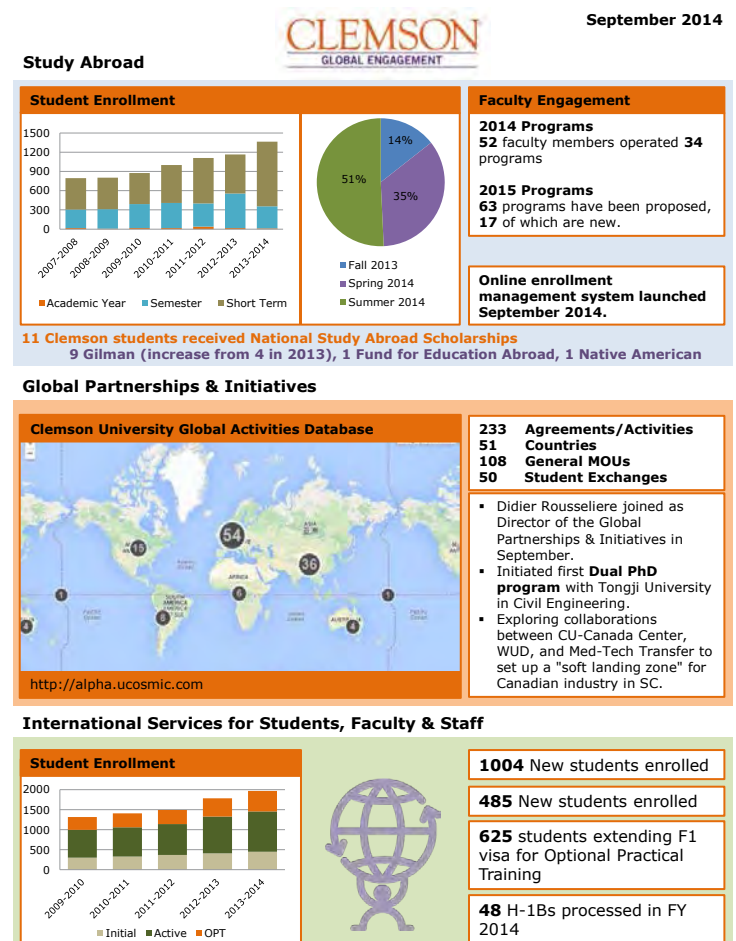 September 2014
CLEMSON
GLOBAL ENGAGEMENT
Study Abroad
Student Enrollment
1500
1200
900
600
300
0
2007-2008
2008-2009
2009-2010
2010-2011
2011-2012
2012-2013
2013-2014
Academic Year
Semester
Short Term
14%
35%
51%
Fall 2013
Spring 2014
Summer 2014
Faculty Engagement
2014 Programs
52 faculty members operated 34
programs
2015 Programs
63 programs have been proposed,
17 of which are new.
Online enrollment
management system launched
September 2014.
11 Clemson students received National Study Abroad Scholarships
9 Gilman (increase from 4 in 2013), 1 Fund for Education Abroad, 1 Native American
Global Partnerships & Initiatives
Clemson University Global Activities Database
54
15
36
6
6
1
1
4
4
ASIA
AFRICA
SOUTH
AMERICA
http://alpha.ucosmic.com
233 Agreements/Activities
51 Countries
108 General MOUs
50 Student Exchanges
▪ Didier Rousseliere joined as
Director of the Global
Partnerships & Initiatives in
September.
▪ Initiated first Dual PhD
program with Tongji University
in Civil Engineering.
▪ Exploring collaborations
between CU-Canada Center,
WUD, and Med-Tech Transfer to
set up a "soft landing zone" for
Canadian industry in SC.
International Services for Students, Faculty & Staff
Student Enrollment
2000
1500
1000
500
0
2009-2010
2010-2011
2011-2012
2012-2013
2013-2014
Initial
Active
OPT
1004 New students enrolled
485 New students enrolled
625 students extending F1
visa for Optional Practical
Training
48 H-1Bs processed in FY
2014